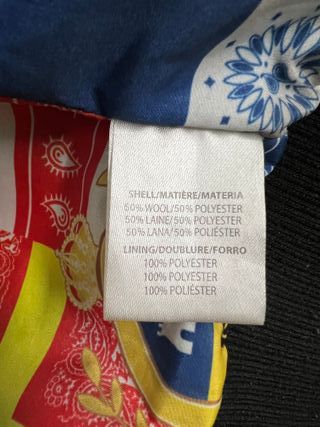 SHELL/MATIÈRE/MATERIA
50% WOOL/50% POLYESTER
50% LAINE/50% POLYESTER
50% LANA/50% POLIÉSTER
LINING/DOUBLURE/FORRO
100% POLYESTER
100% POLYESTER
100% POLIÉSTER